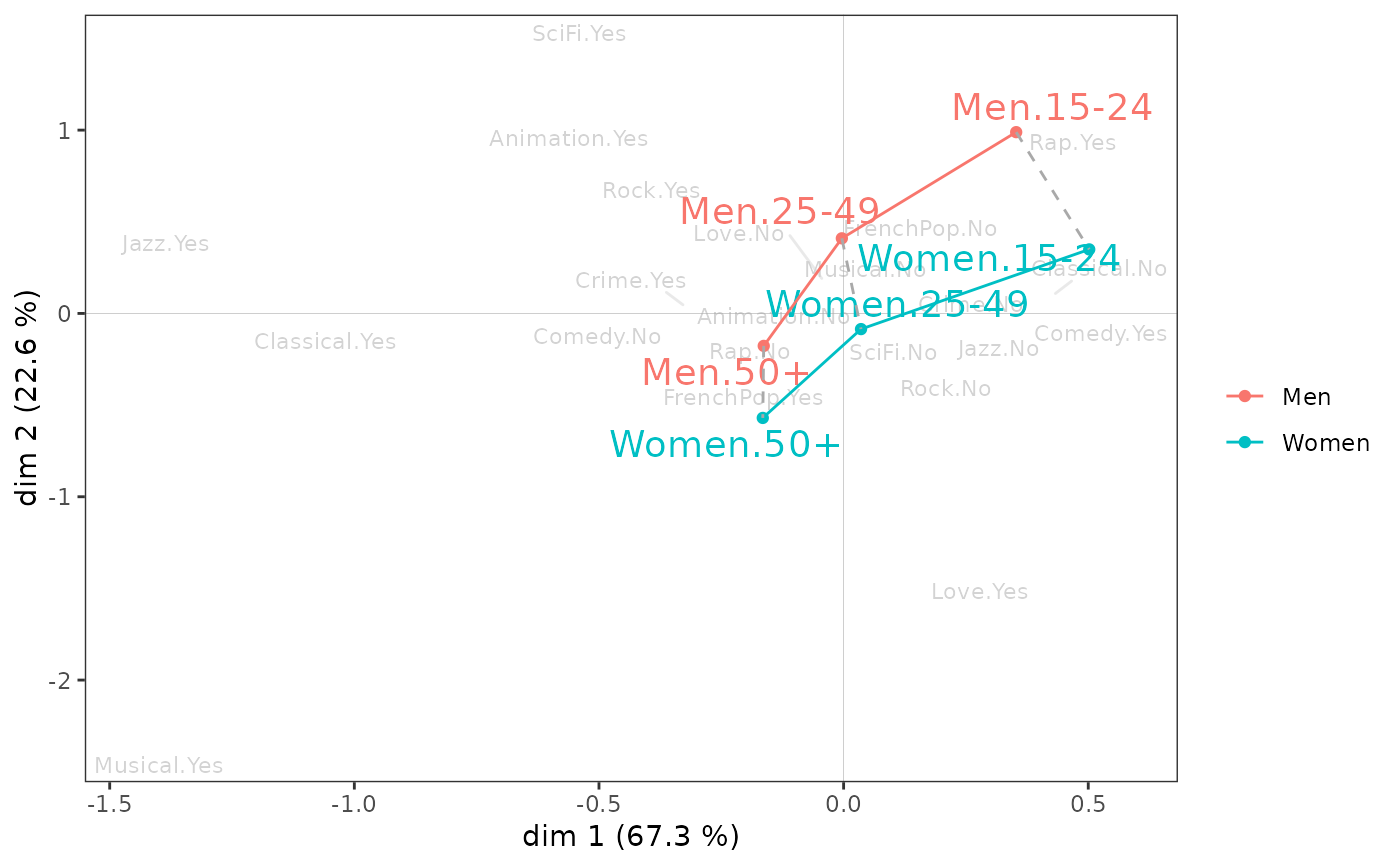 SciFi.Yes
Men.15-24
Animation.Yes
Rap.Yes
Rock.Yes
Men.25-49
Love.No
FrenchPop.No
Jazz.Yes
Women.15-24
Musical.No
Classical.No
Crime.Yes
Women.25-49
Crime.No
Animation.No
Comedy.No
Comedy.Yes
Classical.Yes
Rap.No
SciFi.No
Jazz.No
Men.50+
Rock.No
FrenchPop.Yes
Women.50+
Love.Yes
Musical.Yes
1
0
-1
-2
-1.5
-1.0
-0.5
0.0
0.5
dim 1 (67.3 %)
dim 2 (22.6 %)
Men
Women